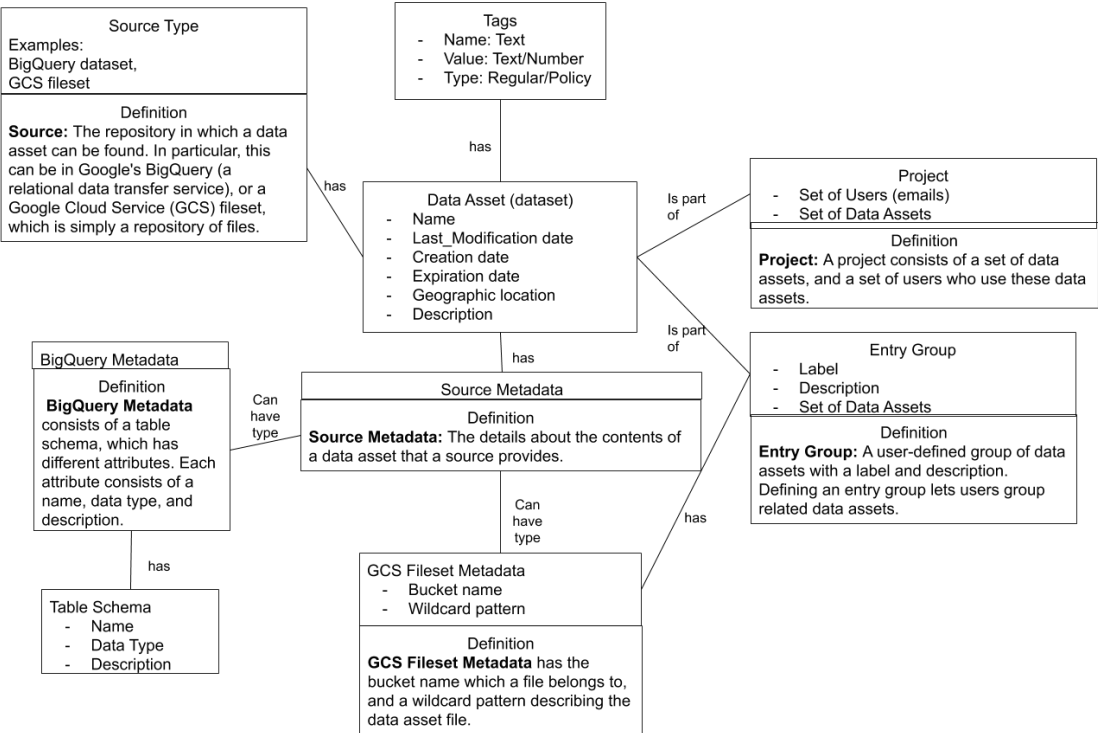 Source Type
Examples:
BigQuery dataset,
GCS fileset
Definition
Source: The repository in which a data
asset can be found. In particular, this
can be in Google's BigQuery (a
relational data transfer service), or a
Google Cloud Service (GCS) fileset,
which is simply a repository of files.
Tags
- Name: Text
- Value: Text/Number
- Type: Regular/Policy
has
has
Data Asset (dataset)
- Name
- Last_Modification date
- Creation date
- Expiration date
- Geographic location
- Description
Is part
of
Project
- Set of Users (emails)
- Set of Data Assets
Definition
Project: A project consists of a set of data
assets, and a set of users who use these data
assets.
Is part
of
Entry Group
- Label
- Description
- Set of Data Assets
Definition
Entry Group: A user-defined group of data
assets with a label and description.
Defining an entry group lets users group
related data assets.
has
Source Metadata
Definition
Source Metadata: The details about the contents of
a data asset that a source provides.
Can
have
type
BigQuery Metadata
Definition
BigQuery Metadata
consists of a table
schema, which has
different attributes. Each
attribute consists of a
name, data type, and
description.
has
Table Schema
- Name
- Data Type
- Description
Can
have
type
has
GCS Fileset Metadata
- Bucket name
- Wildcard pattern
Definition
GCS Fileset Metadata has the
bucket name which a file belongs to,
and a wildcard pattern describing the
data asset file.